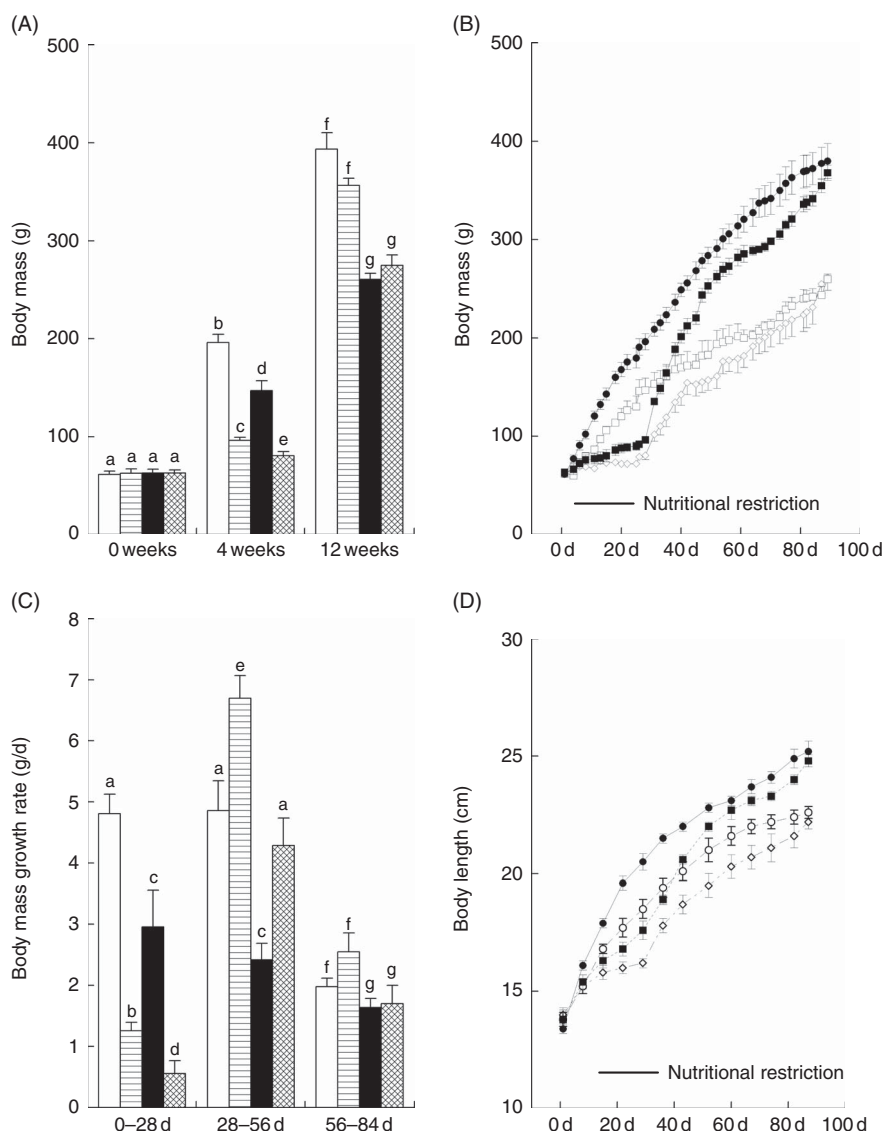 (A)
500
400
300
200
100
0
Body mass (g)
a a a a
b
c
d
e
f
f
g
g
0 weeks 4 weeks 12 weeks
(B)
500
400
300
200
100
0
Body mass (g)
Nutritional restriction
0 d 20 d 40 d 60 d 80 d 100 d
(C)
8
7
6
5
4
3
2
1
0
Body mass growth rate (g/d)
a
b
c
d
a
e
c
a
f
f
g
g
0–28 d 28–56 d 56–84 d
(D)
30
25
20
15
10
Body length (cm)
Nutritional restriction
0 d 20 d 40 d 60 d 80 d 100 d